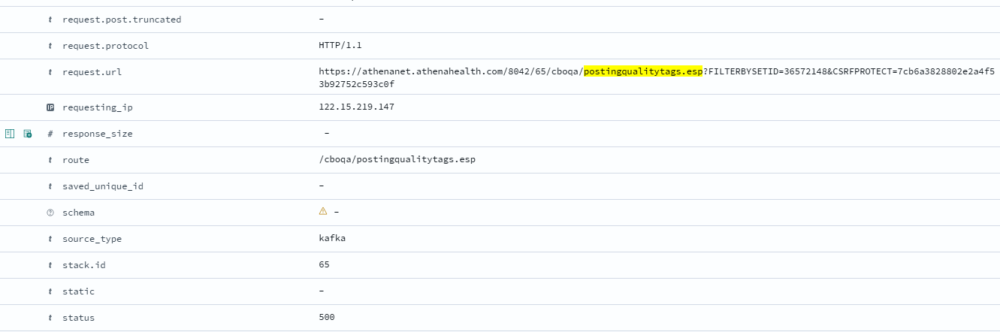 request.post.truncated –
request.protocol HTTP/1.1
request.url https://athenanet.athenahealth.com/8042/65/cboqa/postingqualitytags.esp?FILTERBYSETID=36572148&CSRFPROTECT=7cb6a3828802e2a4f5
3b92752c593c0f
requesting_ip 122.15.219.147
response_size –
route /cboqa/postingqualitytags.esp
saved_unique_id –
schema –
source_type kafka
stack.id 65
static –
status 500